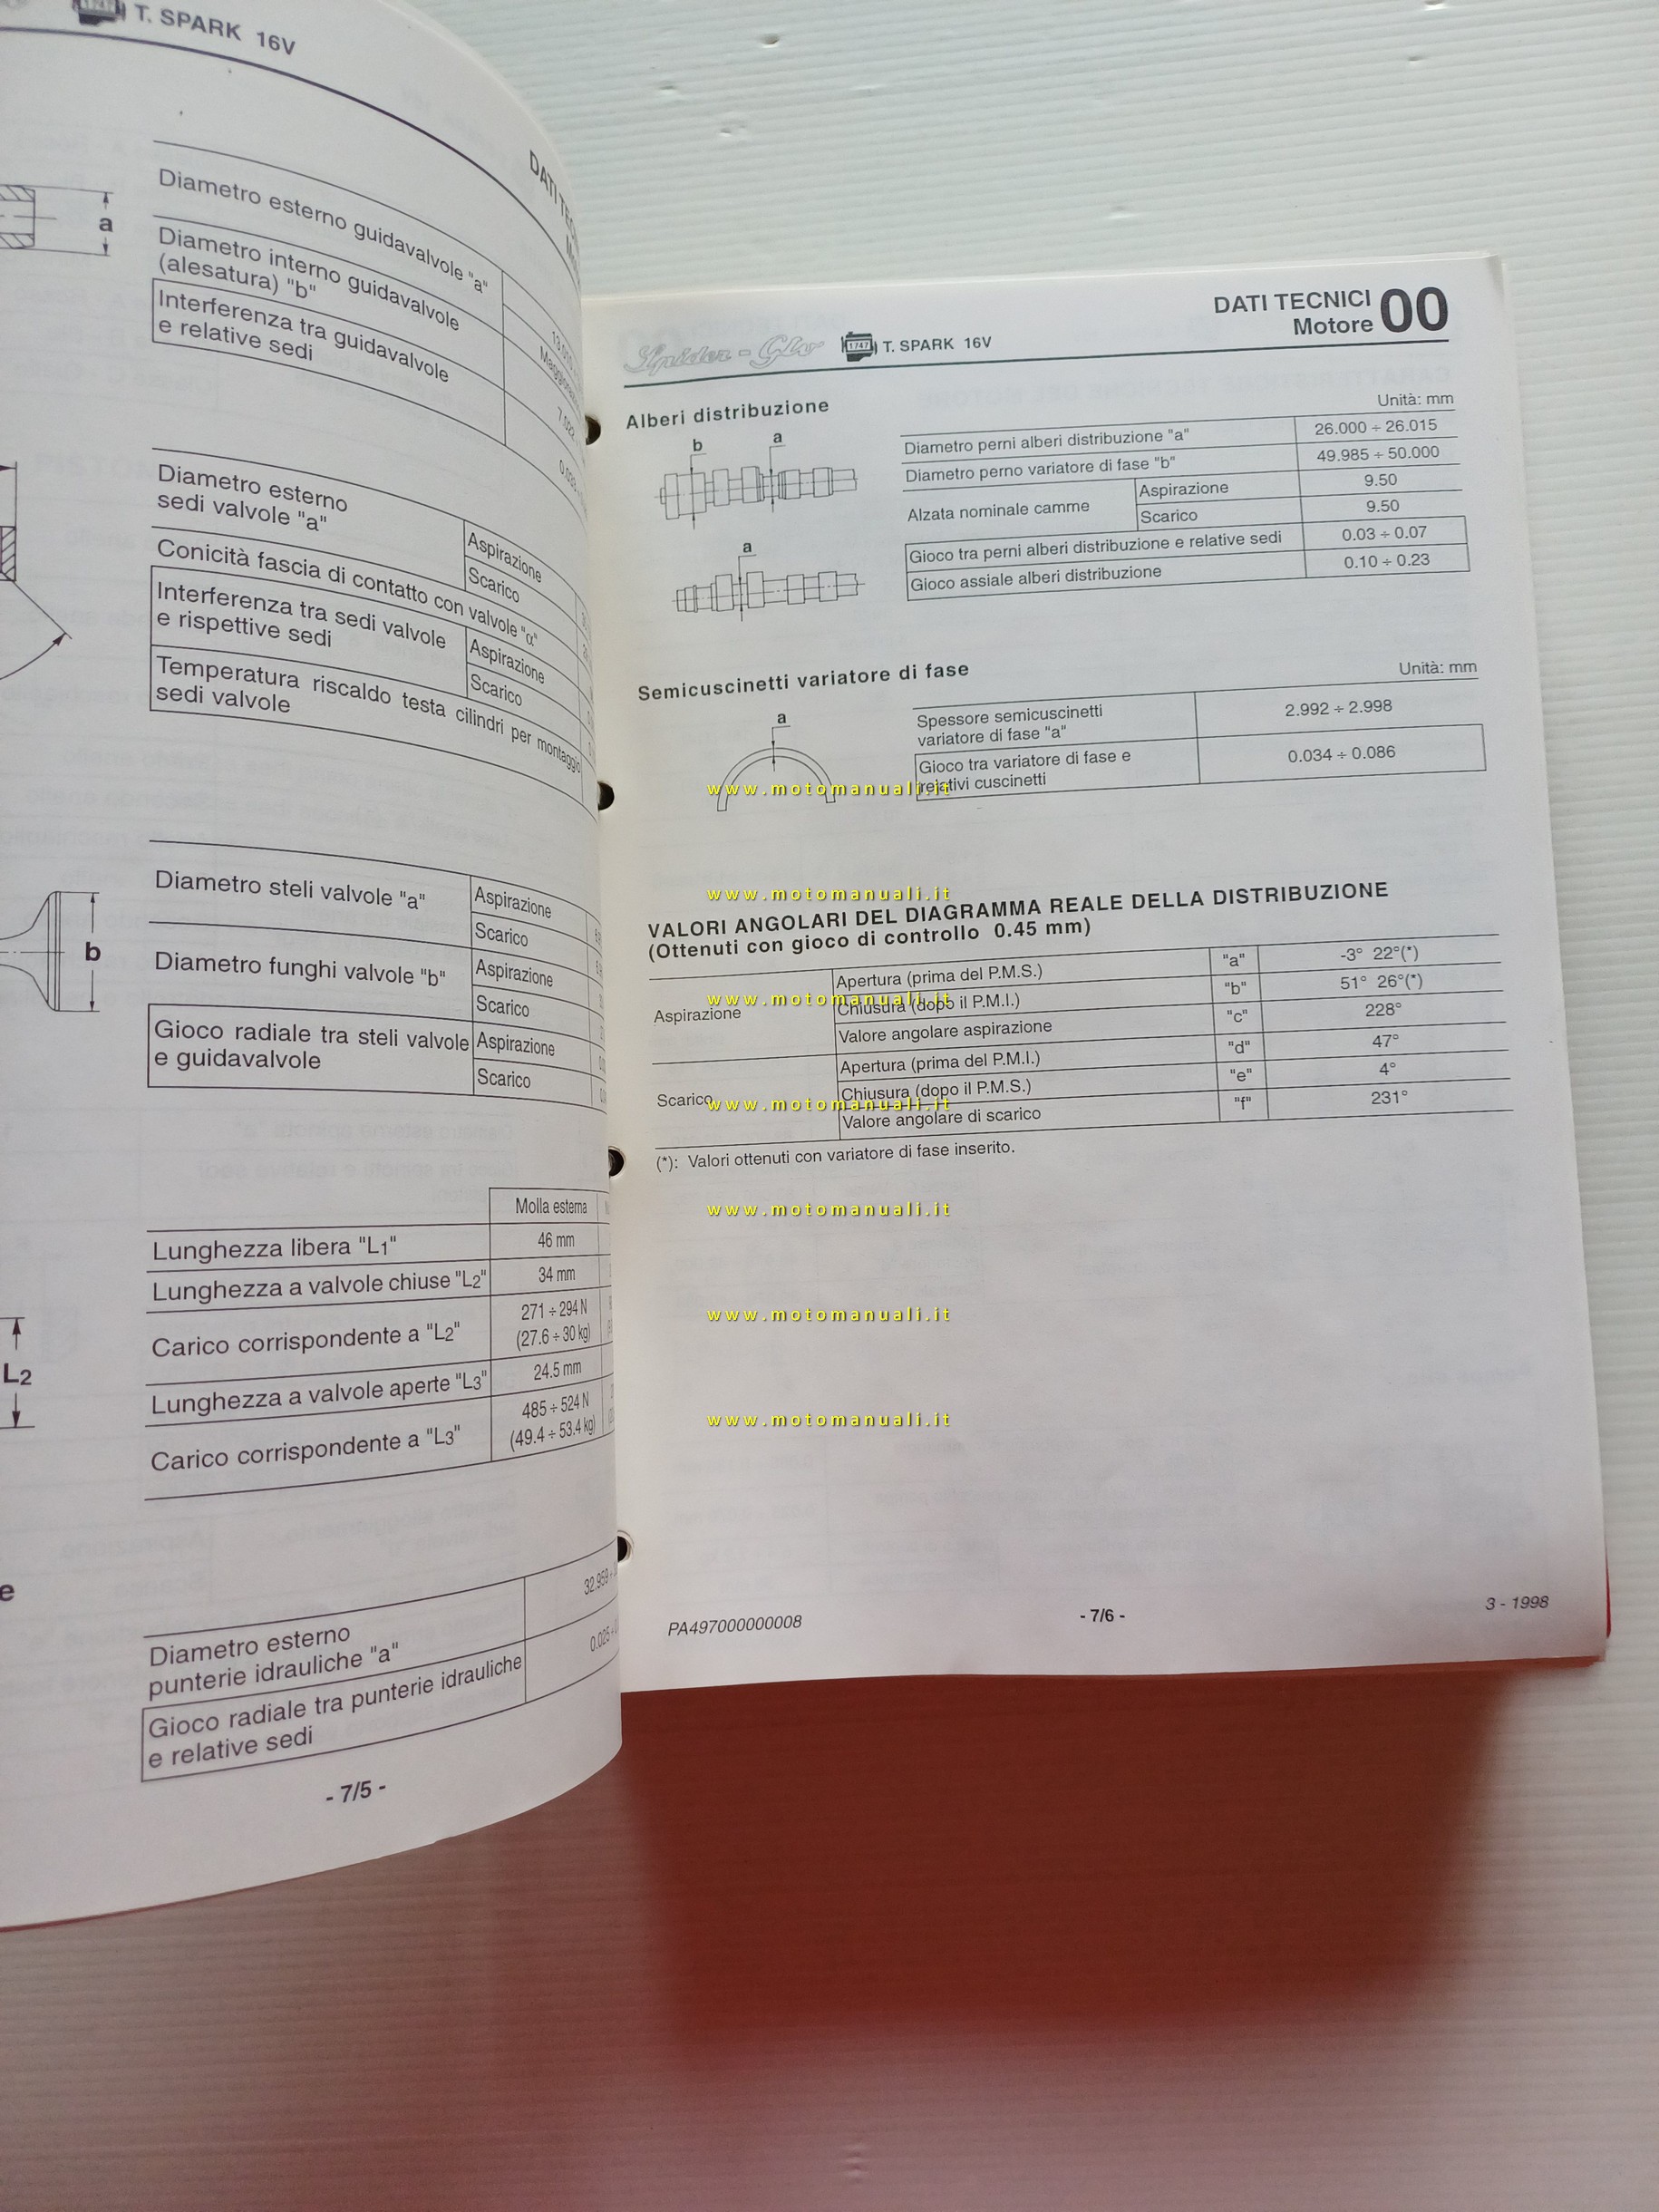 1747 T. SPARK 16V
a
Diametro esterno guidavalvole "a"
Diametro interno guidavalvole
(alesatura) "b"
Interferenza tra guidavalvole
e relative sedi
Diametro esterno
sedi valvole "a"
Aspirazione
Scarico
Conicità fascia di contatto con valvole "α"
Interferenza tra sedi valvole
e rispettive sedi
Aspirazione
Scarico
Temperatura riscaldo testa cilindri per montaggio
sedi valvole
b
Diametro steli valvole "a"
Aspirazione
Scarico
Diametro funghi valvole "b"
Aspirazione
Scarico
Gioco radiale tra steli valvole
e guidavalvole
Aspirazione
Scarico
Molla esterna
Lunghezza libera "L1" 46 mm
Lunghezza a valvole chiuse "L2" 34 mm
Carico corrispondente a "L2" 271 ÷ 294 N
(27.6 ÷ 30 kg)
Lunghezza a valvole aperte "L3" 24.5 mm
Carico corrispondente a "L3" 485 ÷ 524 N
(49.4 ÷ 53.4 kg)
L2
e
Diametro esterno
punterie idrauliche "a"
Gioco radiale tra punterie idrauliche
e relative sedi
- 7/5 -
Spider - Gtv 1747 T. SPARK 16V
DATI TECNICI
Motore 00
Alberi distribuzione
Unità: mm
b a
a
Diametro perni alberi distribuzione "a" 26.000 ÷ 26.015
Diametro perno variatore di fase "b" 49.985 ÷ 50.000
Alzata nominale camme
Aspirazione 9.50
Scarico 9.50
Gioco tra perni alberi distribuzione e relative sedi 0.03 ÷ 0.07
Gioco assiale alberi distribuzione 0.10 ÷ 0.23
Semicuscinetti variatore di fase
Unità: mm
a
Spessore semicuscinetti
variatore di fase "a" 2.992 ÷ 2.998
Gioco tra variatore di fase e
relativi cuscinetti 0.034 ÷ 0.086
www.motomanuali.it
www.motomanuali.it
VALORI ANGOLARI DEL DIAGRAMMA REALE DELLA DISTRIBUZIONE
(Ottenuti con gioco di controllo 0.45 mm)
Aspirazione
Apertura (prima del P.M.S.) "a" -3° 22°(*)
Chiusura (dopo il P.M.I.) "b" 51° 26°(*)
www.motomanuali.it
Valore angolare aspirazione "c" 228°
Scarico
Apertura (prima del P.M.I.) "d" 47°
Chiusura (dopo il P.M.S.) "e" 4°
www.motomanuali.it
Valore angolare di scarico "f" 231°
(*): Valori ottenuti con variatore di fase inserito.
www.motomanuali.it
www.motomanuali.it
www.motomanuali.it
PA497000000008
- 7/6 -
3 - 1998